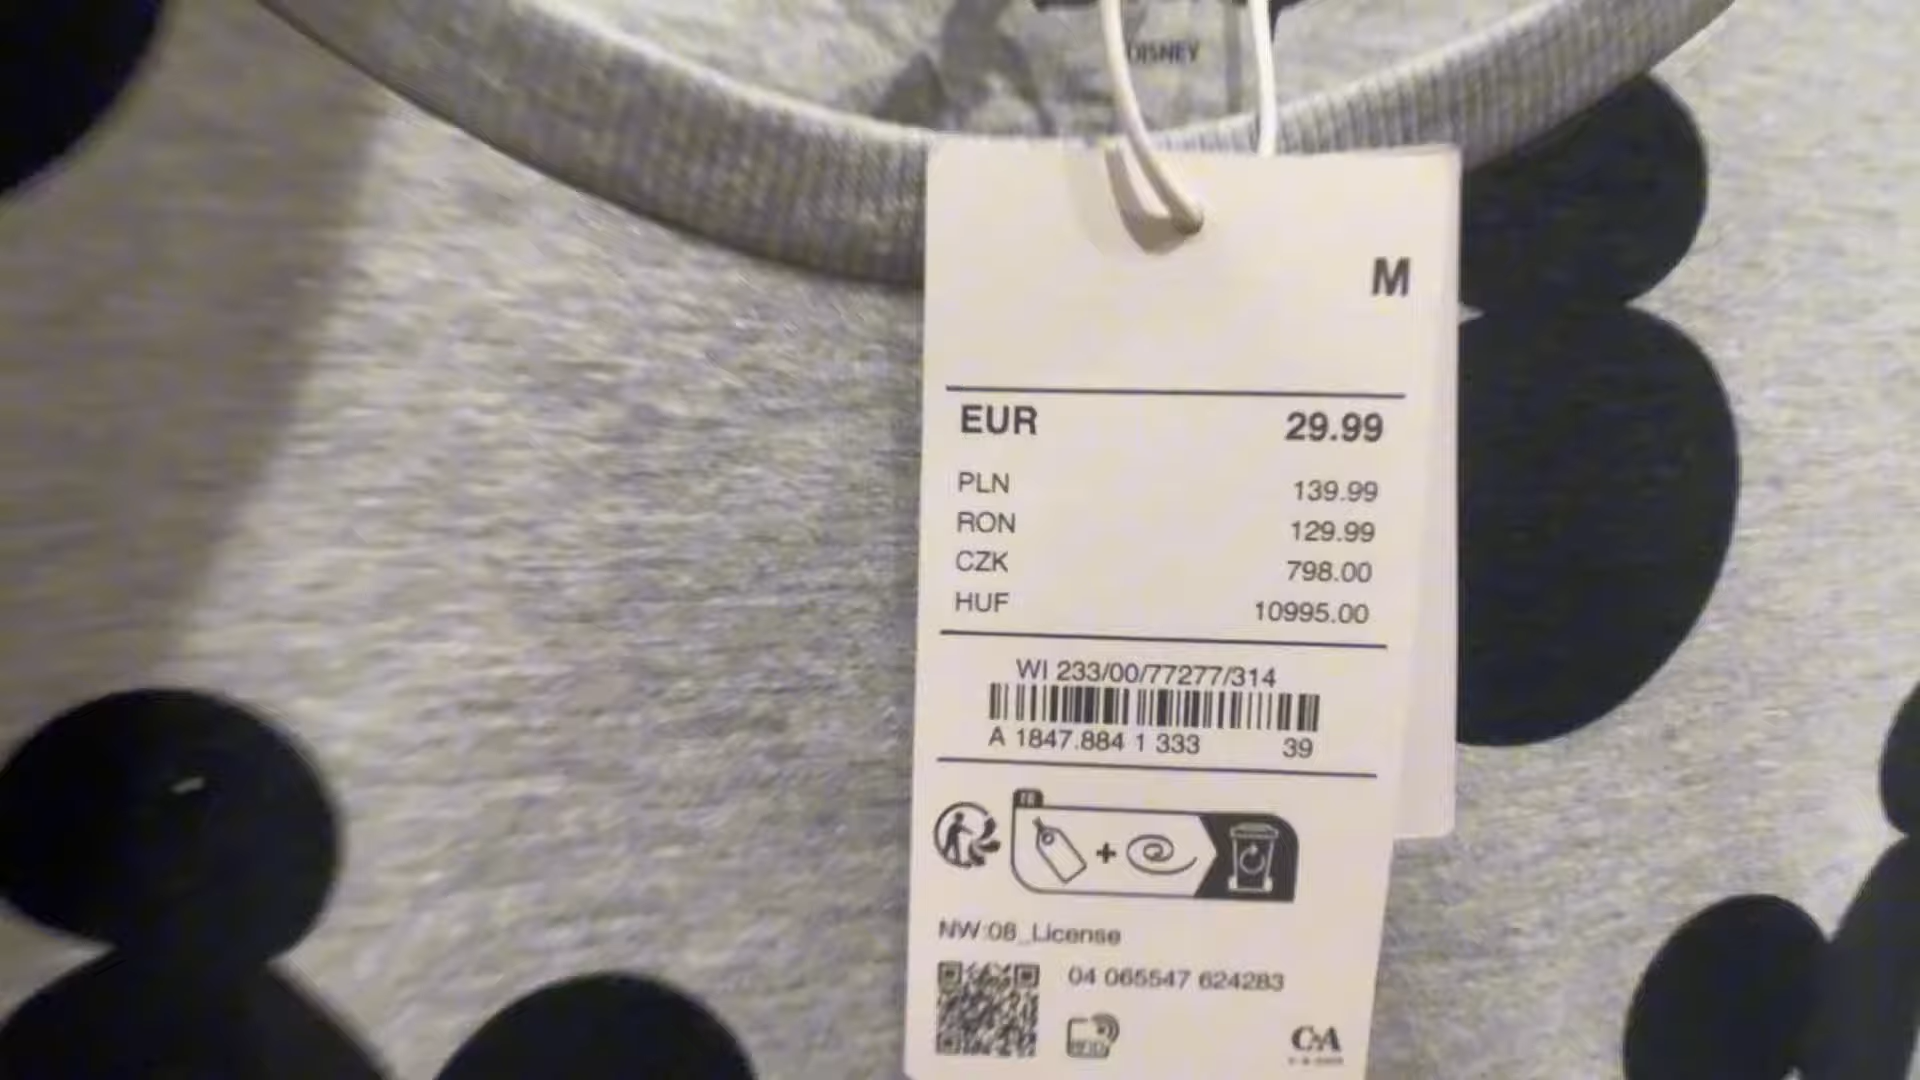 DISNEY
M
EUR 29.99
PLN 139.99
RON 129.99
CZK 798.00
HUF 10995.00
WI 233/00/77277/314
A 1847.884 1 333 39
FR
+
NW:08_License
04 065547 624283
C&A